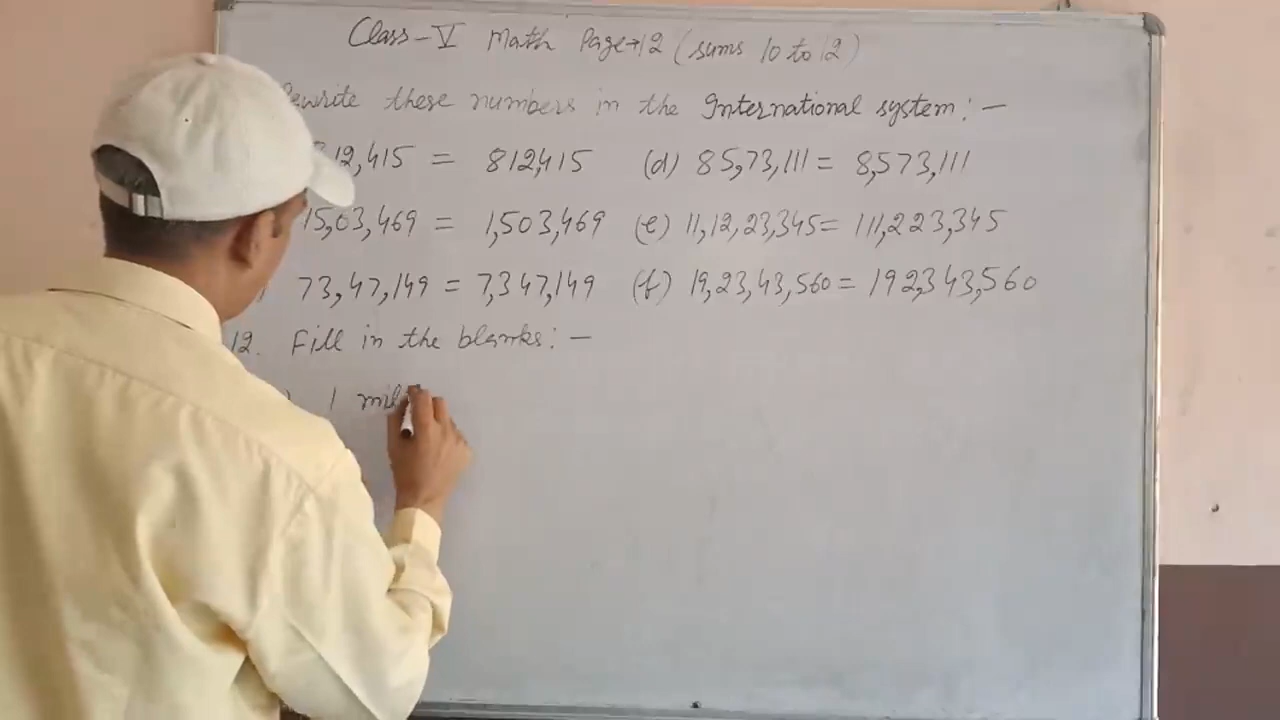 Class-V Math Page→12 (sums 10 to 12)
Rewrite these numbers in the International system:—
12,415 = 812,415 (d) 85,73,111 = 8,573,111
15,03,469 = 1,503,469 (e) 11,12,23,345 = 111,223,345
73,47,149 = 7,347,149 (f) 19,23,43,560 = 192,343,560
12. Fill in the blanks:—
) 1 mil